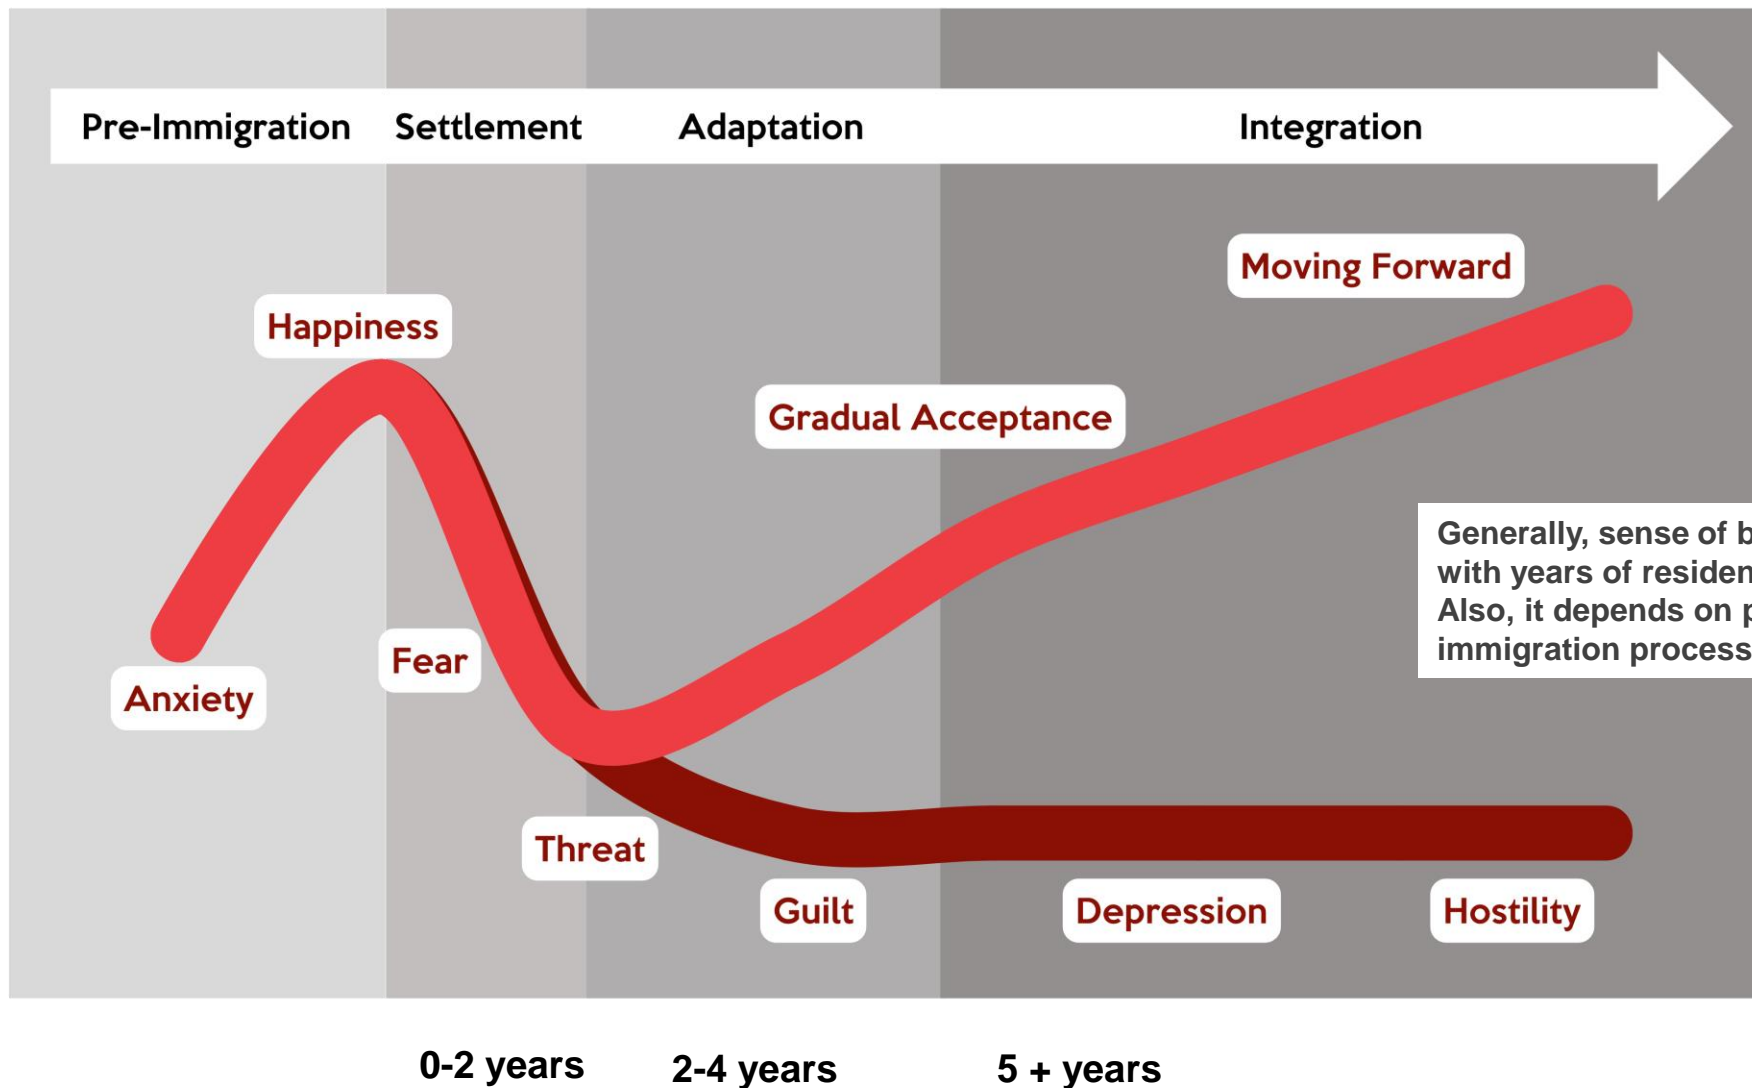 Pre-Immigration Settlement Adaptation Integration
Moving Forward
Happiness
Gradual Acceptance
Generally, sense of
with years of
Also, it depends on
immigration process
Fear
Anxiety
Threat
Guilt Depression Hostility
0-2 years 2-4 years 5 + years